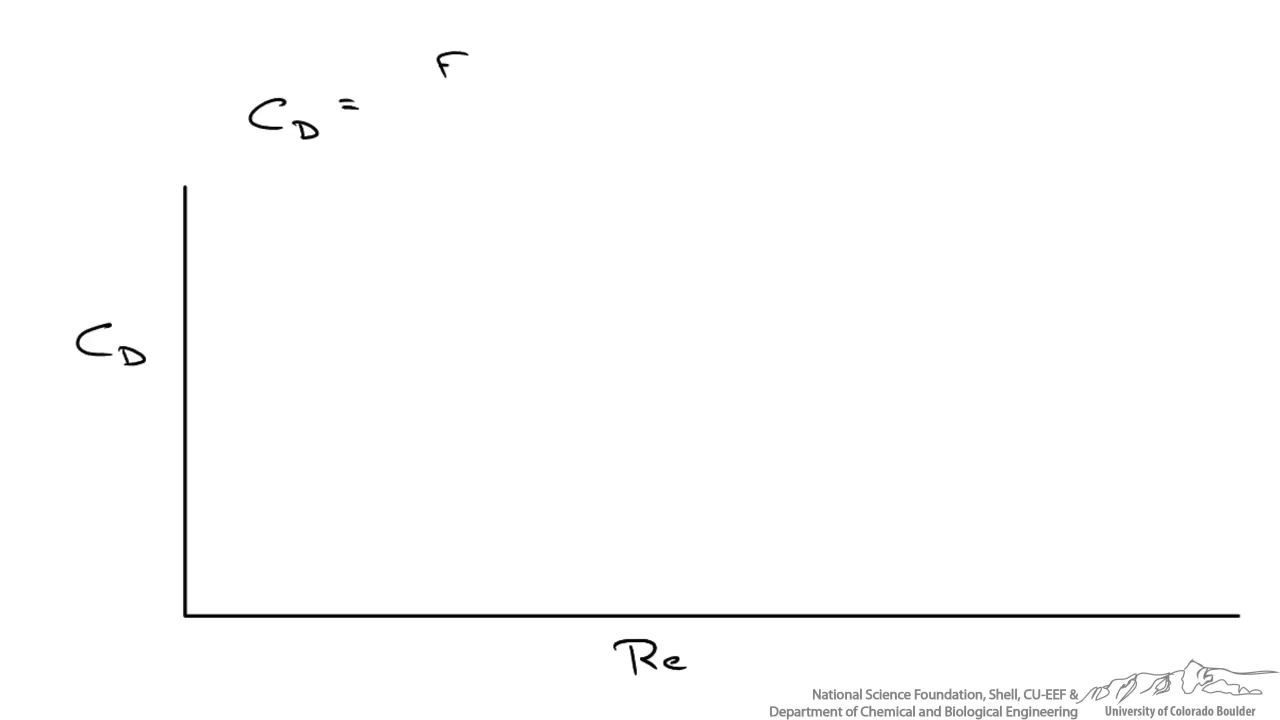 F
C_D =
C_D
Re
National Science Foundation, Shell, CU-EEF &
Department of Chemical and Biological Engineering
University of Colorado Boulder